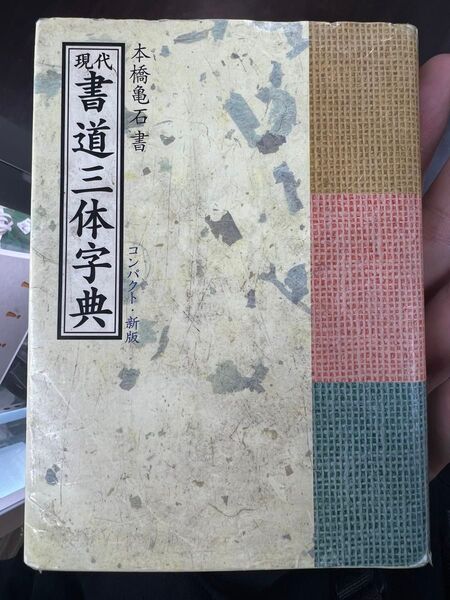 本橋亀石書
現代
書道三体字典
コンパクト・新版